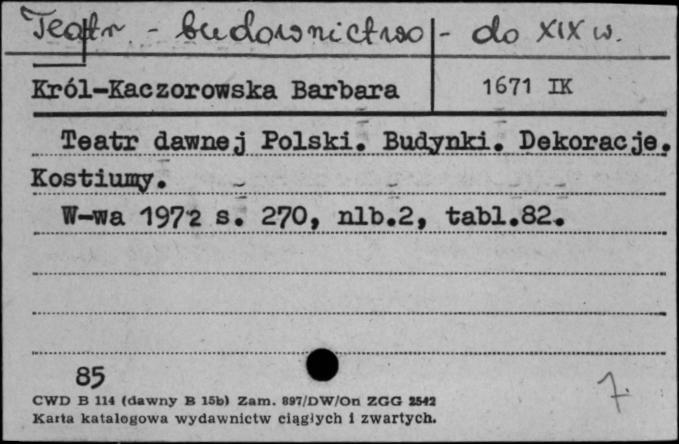 Teatr - budownictwo - do XIX w.
Król-Kaczorowska Barbara
1671 IK
Teatr dawnej Polski. Budynki. Dekoracje.
Kostiumy.
W-wa 1972 s. 270, nlb.2, tabl.82.
85
7.
CWD B 114 (dawny B 15b) Zam. 897/DW/On ZGG 2542
Karta katalogowa wydawnictw ciągłych i zwartych.